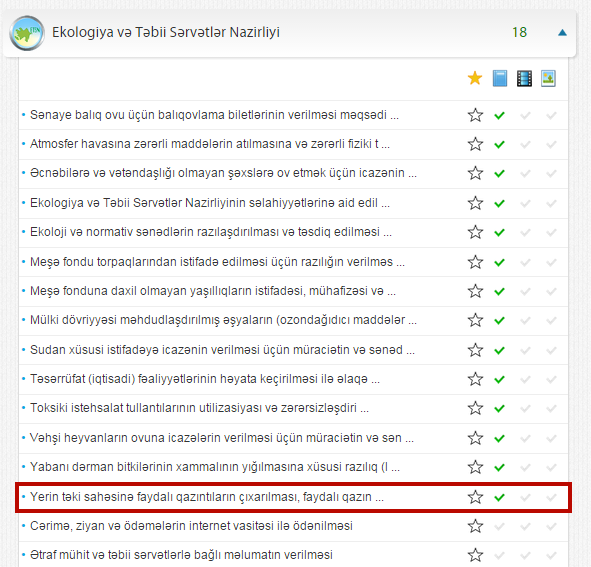 Ekologiya və Təbii Sərvətlər Nazirliyi 18
Sənaye balıq ovu üçün balıqovlama biletlərinin verilməsi məqsədi ...
Atmosfer havasına zərərli maddələrin atılmasına və zərərli fiziki t ...
Əcnəbilərə və vətəndaşlığı olmayan şəxslərə ov etmək üçün icazənin ...
Ekologiya və Təbii Sərvətlər Nazirliyinin səlahiyyətlərinə aid edil ...
Ekoloji və normativ sənədlərin razılaşdırılması və təsdiq edilməsi ...
Meşə fondu torpaqlarından istifadə edilməsi üçün razılığın verilməs ...
Meşə fonduna daxil olmayan yaşıllıqların istifadəsi, mühafizəsi və ...
Mülki dövriyyəsi məhdudlaşdırılmış əşyaların (ozondağıdıcı maddələr ...
Sudan xüsusi istifadəyə icazənin verilməsi üçün müraciətin və sənəd ...
Təsərrüfat (iqtisadi) fəaliyyətlərinin həyata keçirilməsi ilə əlaqə ...
Toksiki istehsalat tullantılarının utilizasiyası və zərərsizləşdiri ...
Vəhşi heyvanların ovuna icazələrin verilməsi üçün müraciətin və sən ...
Yabanı dərman bitkilərinin xammalının yığılmasına xüsusi razılıq (l ...
Yerin təki sahəsinə faydalı qazıntıların çıxarılması, faydalı qazın ...
Cərimə, ziyan və ödəmələrin internet vasitəsi ilə ödənilməsi
Ətraf mühit və təbii sərvətlərlə bağlı məlumatın verilməsi